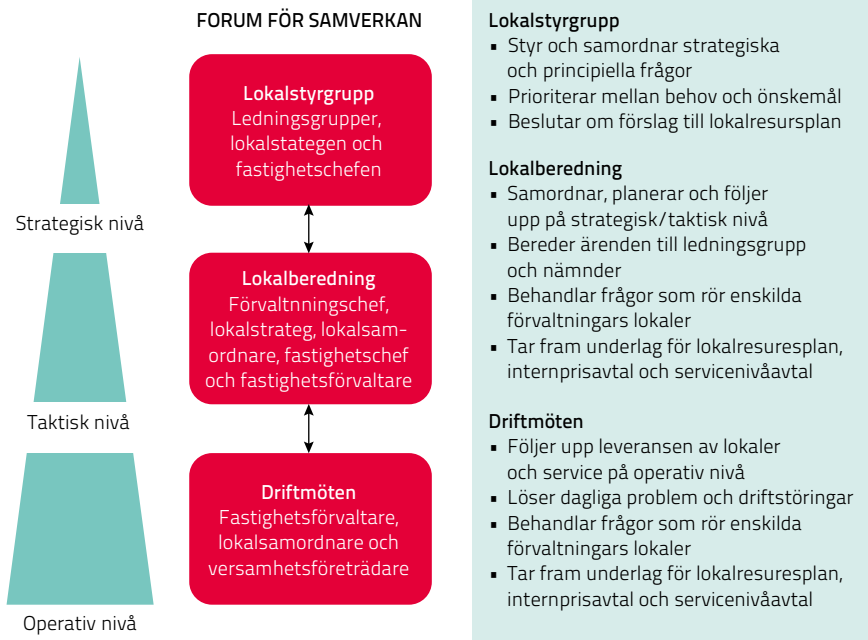 FORUM FÖR SAMVERKAN
Strategisk nivå
Taktisk nivå
Operativ nivå
Lokalstyrgrupp
Ledningsgrupper,
lokalstategen och
fastighetschefen
Lokalberedning
Förvaltnningschef,
lokalstrateg, lokalsam-
ordnare, fastighetschef
och fastighetsförvaltare
Driftmöten
Fastighetsförvaltare,
lokalsamordnare och
versamhetsföreträdare
Lokalstyrgrupp
▪ Styr och samordnar strategiska
och principiella frågor
▪ Prioriterar mellan behov och önskemål
▪ Beslutar om förslag till lokalresursplan
Lokalberedning
▪ Samordnar, planerar och följer
upp på strategisk/taktisk nivå
▪ Bereder ärenden till ledningsgrupp
och nämnder
▪ Behandlar frågor som rör enskilda
förvaltningars lokaler
▪ Tar fram underlag för lokalresuresplan,
internprisavtal och servicenivåavtal
Driftmöten
▪ Följer upp leveransen av lokaler
och service på operativ nivå
▪ Löser dagliga problem och driftstöringar
▪ Behandlar frågor som rör enskilda
förvaltningars lokaler
▪ Tar fram underlag för lokalresuresplan,
internprisavtal och servicenivåavtal